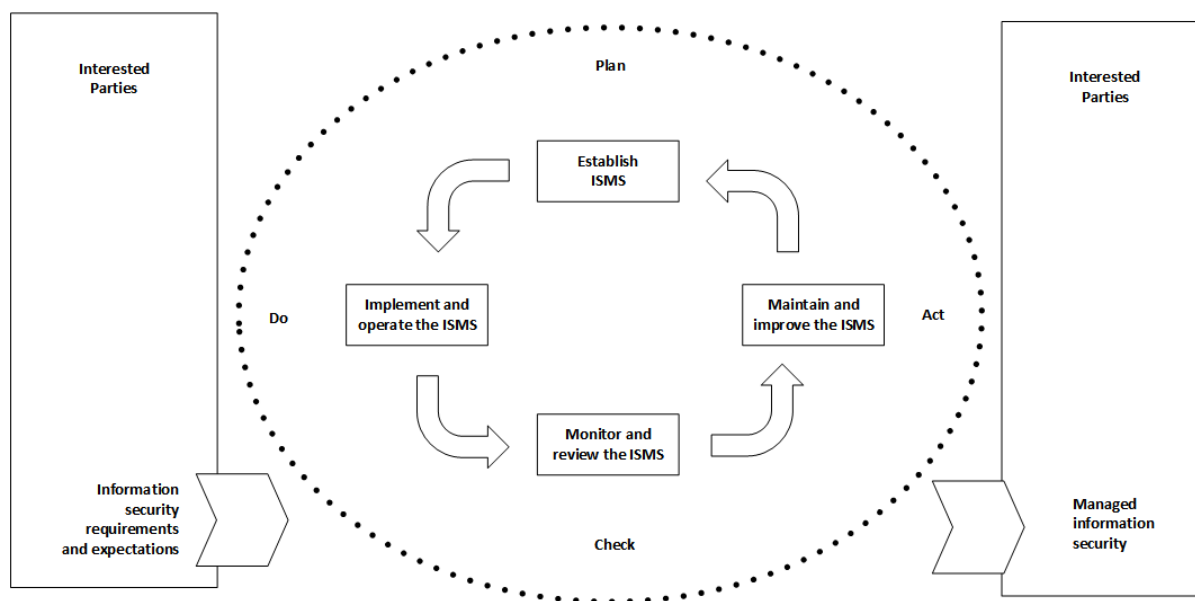 Interested
Parties
Plan
Interested
Parties
Establish
ISMS
Do
Implement and
operate the ISMS
Maintain and
improve the ISMS
Act
Monitor and
review the ISMS
Information
security
requirements
and expectations
Check
Managed
information
security